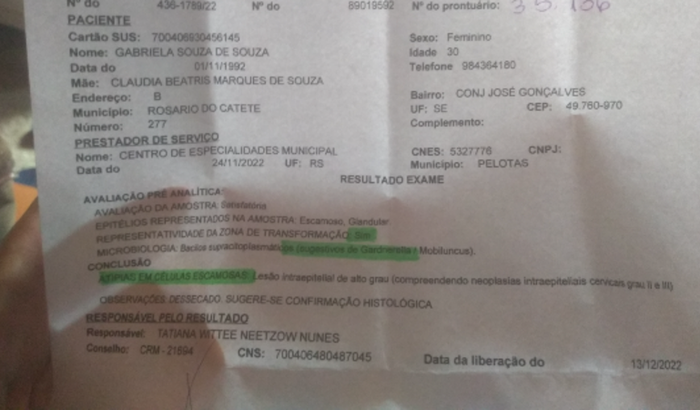 Nº do 436-1789/22 Nº do 89019592 Nº do prontuário:
PACIENTE
Cartão SUS: 700406930456145 Sexo: Feminino
Nome: GABRIELA SOUZA DE SOUZA Idade 30
Data do 01/11/1992 Telefone 984364180
Mãe: CLAUDIA BEATRIS MARQUES DE SOUZA
Endereço: B Bairro: CONJ JOSÉ GONÇALVES
Município: ROSARIO DO CATETE UF: SE CEP: 49.760-970
Número: 277 Complemento:
PRESTADOR DE SERVIÇO
Nome: CENTRO DE ESPECIALIDADES MUNICIPAL CNES: 5327776 CNPJ:
Data do 24/11/2022 UF: RS Município: PELOTAS
RESULTADO EXAME
AVALIAÇÃO PRÉ ANALÍTICA:
AVALIAÇÃO DA AMOSTRA: Satisfatória
EPITÉLIOS REPRESENTADOS NA AMOSTRA: Escamoso, Glandular.
REPRESENTATIVIDADE DA ZONA DE TRANSFORMAÇÃO: Sim
MICROBIOLOGIA: Bacilos supracitoplasmáticos (sugestivos de Gardnerella / Mobiluncus).
CONCLUSÃO
ATIPIAS EM CÉLULAS ESCAMOSAS: Lesão intraepitelial de alto grau (compreendendo neoplasias intraepiteliais cervicais grau II e III)
OBSERVAÇÕES: DESSECADO. SUGERE-SE CONFIRMAÇÃO HISTOLÓGICA
RESPONSÁVEL PELO RESULTADO
Responsável: TATIANA WITTEE NEETZOW NUNES
Conselho: CRM - 21594 CNS: 700406480487045 Data da liberação do 13/12/2022